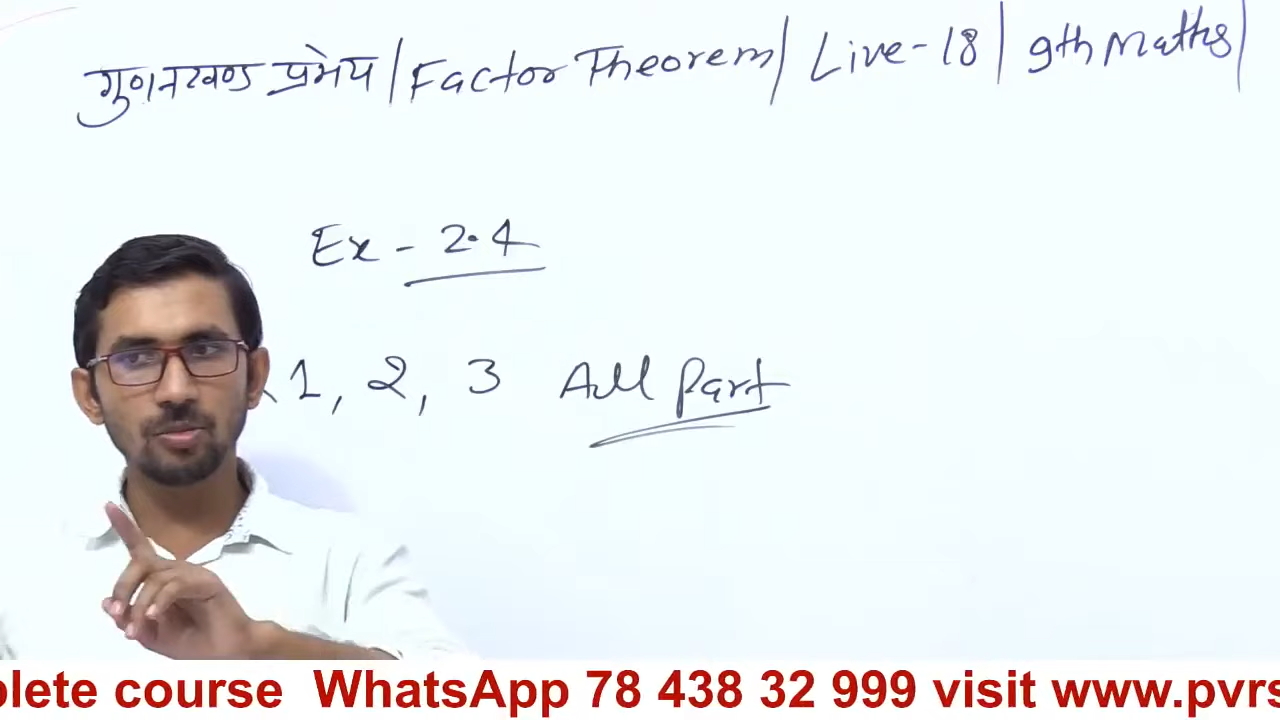 गुणनखण्ड प्रमेय | Factor Theorem | Live-18 | 9th Maths |
Ex - 2.4
1, 2, 3 All Part
plete course WhatsApp 78 438 32 999 visit www.pvrs